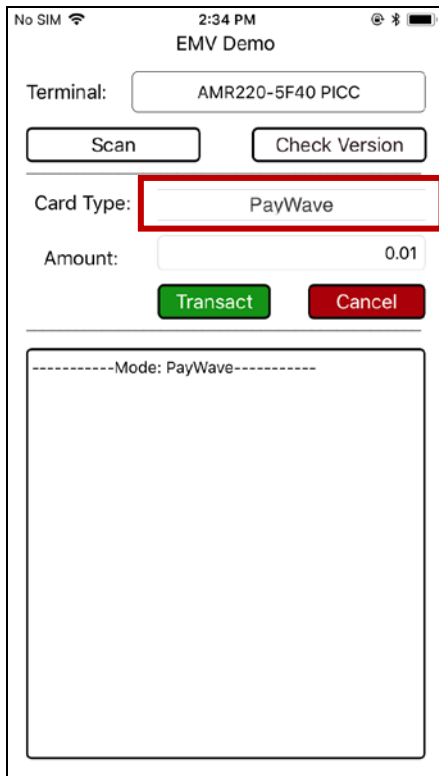 No SIM 2:34 PM
EMV Demo
Terminal: AMR220-5F40 PICC
Scan Check Version
Card Type: PayWave
Amount: 0.01
Transact Cancel
-----------Mode: PayWave-----------